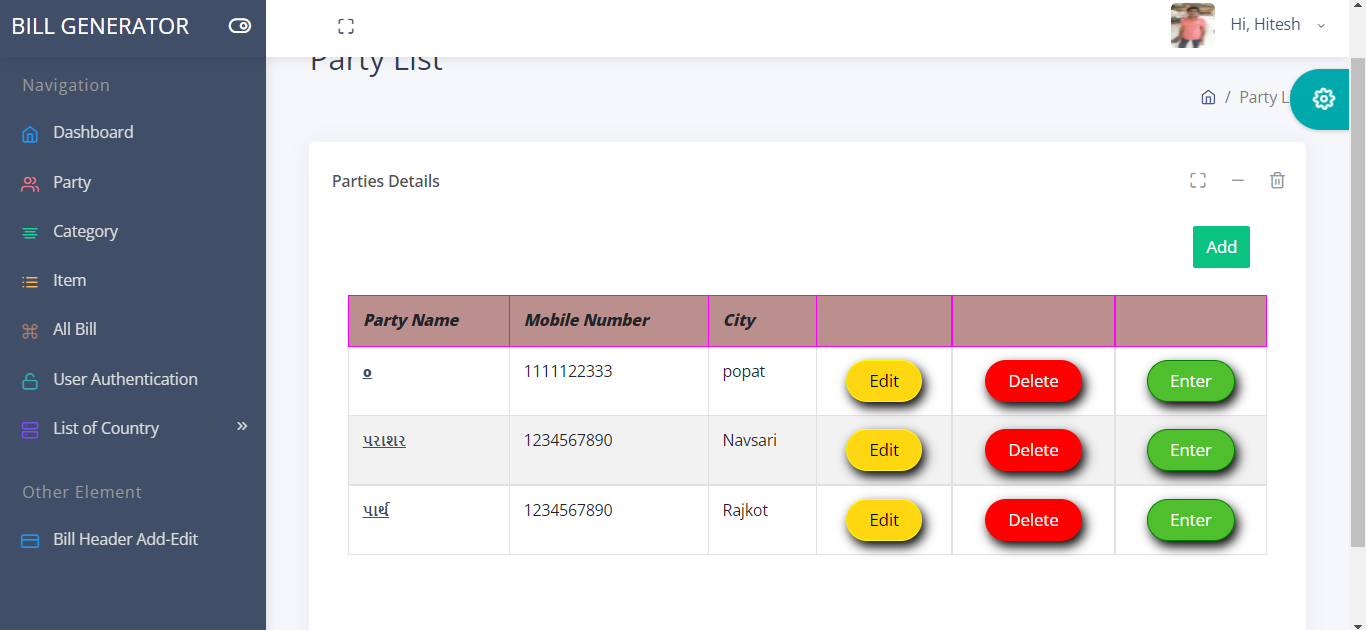 BILL GENERATOR
Hi, Hitesh
Navigation
Dashboard
Party
Category
Item
All Bill
User Authentication
List of Country
Other Element
Bill Header Add-Edit
Party List
/ Party L
Parties Details
Add
Party Name Mobile Number City
o 1111122333 popat Edit Delete Enter
પરાશર 1234567890 Navsari Edit Delete Enter
પાર્થ 1234567890 Rajkot Edit Delete Enter